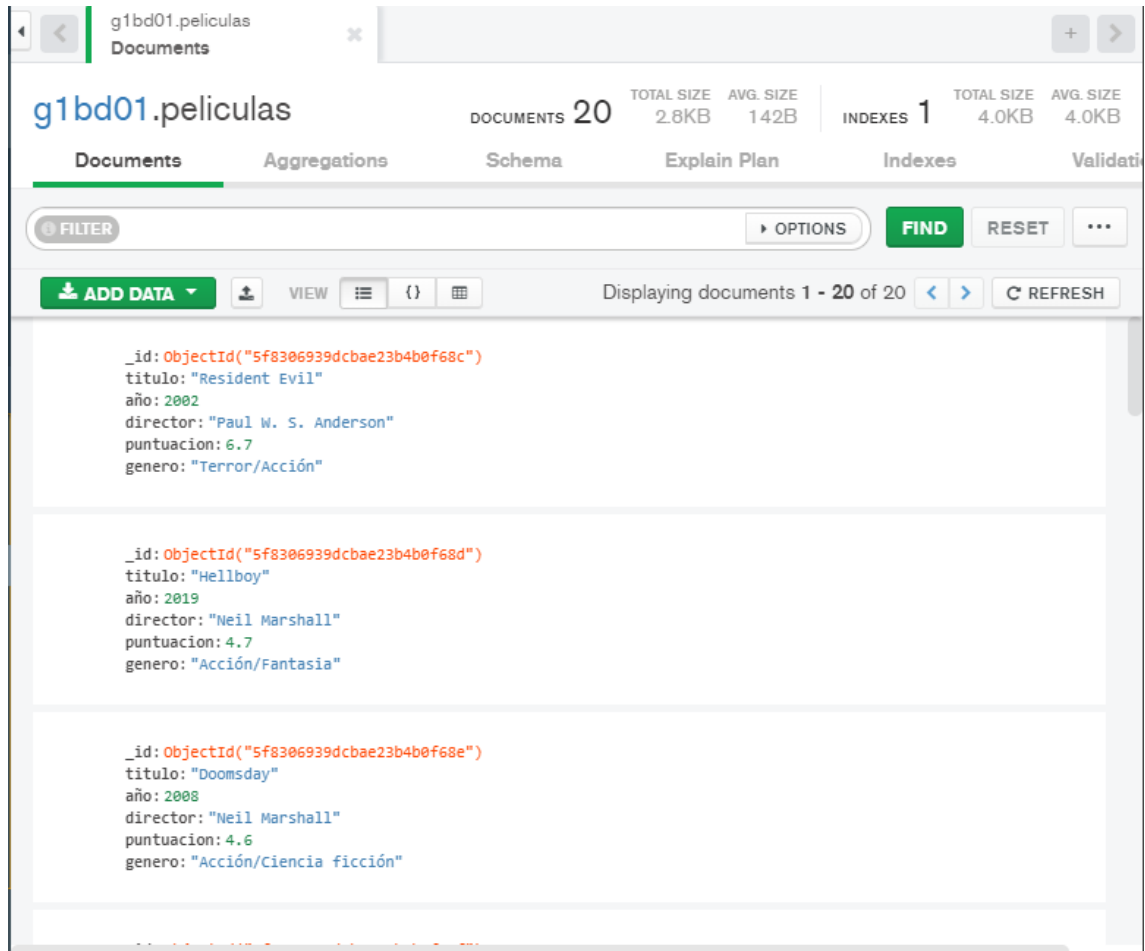 g1bd01.peliculas
Documents
g1bd01.peliculas
DOCUMENTS 20
TOTAL SIZE 2.8KB
AVG. SIZE 142B
INDEXES 1
TOTAL SIZE 4.0KB
AVG. SIZE 4.0KB
Documents Aggregations Schema Explain Plan Indexes
FILTER OPTIONS FIND RESET ...
ADD DATA VIEW {} Displaying documents 1 - 20 of 20 < > REFRESH
_id: ObjectId("5f8306939dcbae23b4b0f68c")
titulo: "Resident Evil"
año: 2002
director: "Paul W. S. Anderson"
puntuacion: 6.7
genero: "Terror/Acción"
_id: ObjectId("5f8306939dcbae23b4b0f68d")
titulo: "Hellboy"
año: 2019
director: "Neil Marshall"
puntuacion: 4.7
genero: "Acción/Fantasia"
_id: ObjectId("5f8306939dcbae23b4b0f68e")
titulo: "Doomsday"
año: 2008
director: "Neil Marshall"
puntuacion: 4.6
genero: "Acción/Ciencia ficción"